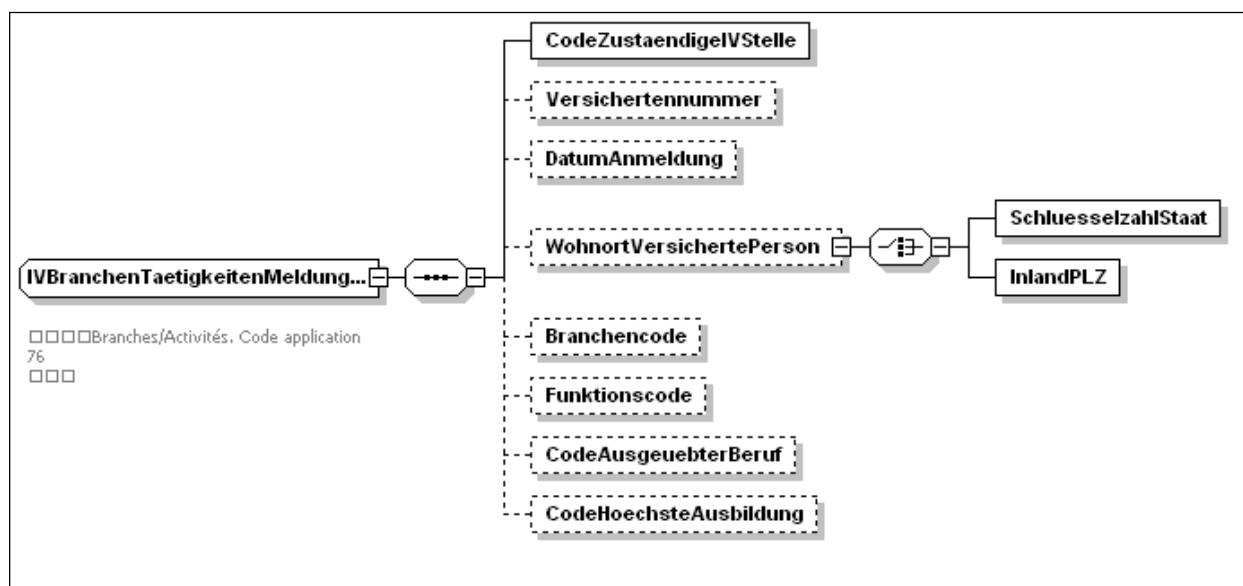 CodeZustaendigeIVStelle
Versichertennummer
DatumAnmeldung
WohnortVersichertePerson
SchluesselzahlStaat
InlandPLZ
IVBranchenTaetigkeitenMeldung...
□□□□Branches/Activités. Code application
76
□□□
Branchencode
Funktionscode
CodeAusgeuebterBeruf
CodeHoechsteAusbildung